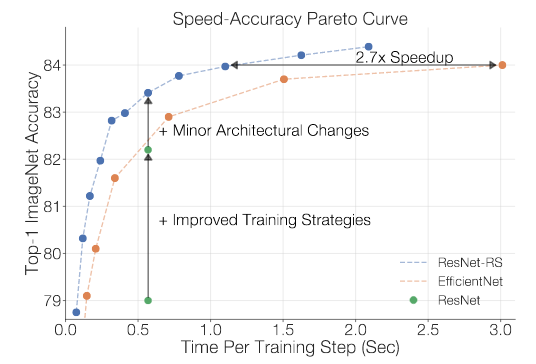 Speed-Accuracy Pareto Curve
Top-1 ImageNet Accuracy
84
83
82
81
80
79
2.7x Speedup
+ Minor Architectural Changes
+ Improved Training Strategies
ResNet-RS
EfficientNet
ResNet
0.0 0.5 1.0 1.5 2.0 2.5 3.0
Time Per Training Step (Sec)